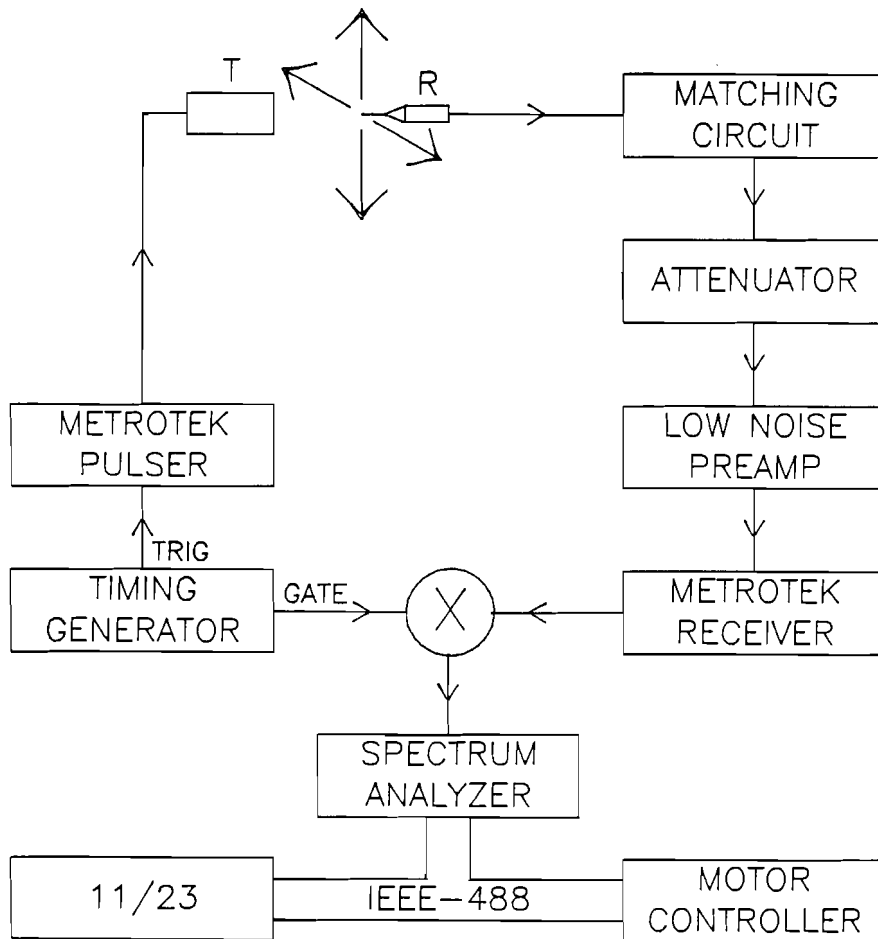 T
R
MATCHING
CIRCUIT
ATTENUATOR
METROTEK
PULSER
LOW NOISE
PREAMP
TRIG
TIMING
GENERATOR
GATE
X
METROTEK
RECEIVER
SPECTRUM
ANALYZER
11/23
IEEE-488
MOTOR
CONTROLLER